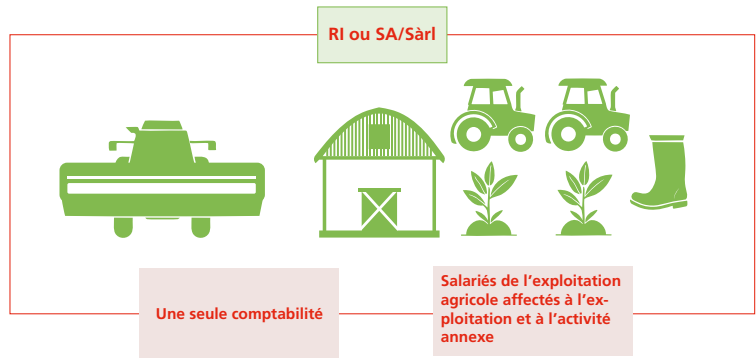 RI ou SA/Sàrl
Une seule comptabilité
Salariés de l'exploitation
agricole affectés à l'ex-
ploitation et à l'activité
annexe